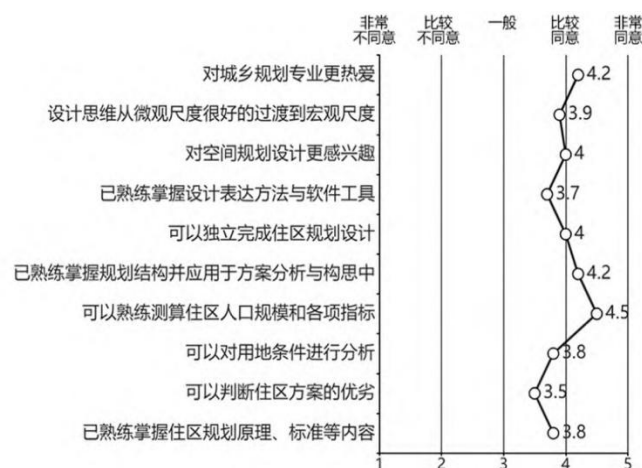 非常 比较 一般 比较 非常
不同意 不同意 同意 同意
对城乡规划专业更热爱 4.2
设计思维从微观尺度很好的过渡到宏观尺度 3.9
对空间规划设计更感兴趣 4
已熟练掌握设计表达方法与软件工具 3.7
可以独立完成住区规划设计 4
已熟练掌握规划结构并应用于方案分析与构思中 4.2
可以熟练测算住区人口规模和各项指标 4.5
可以对用地条件进行分析 3.8
可以判断住区方案的优劣 3.5
已熟练掌握住区规划原理、标准等内容 3.8
1 2 3 4 5